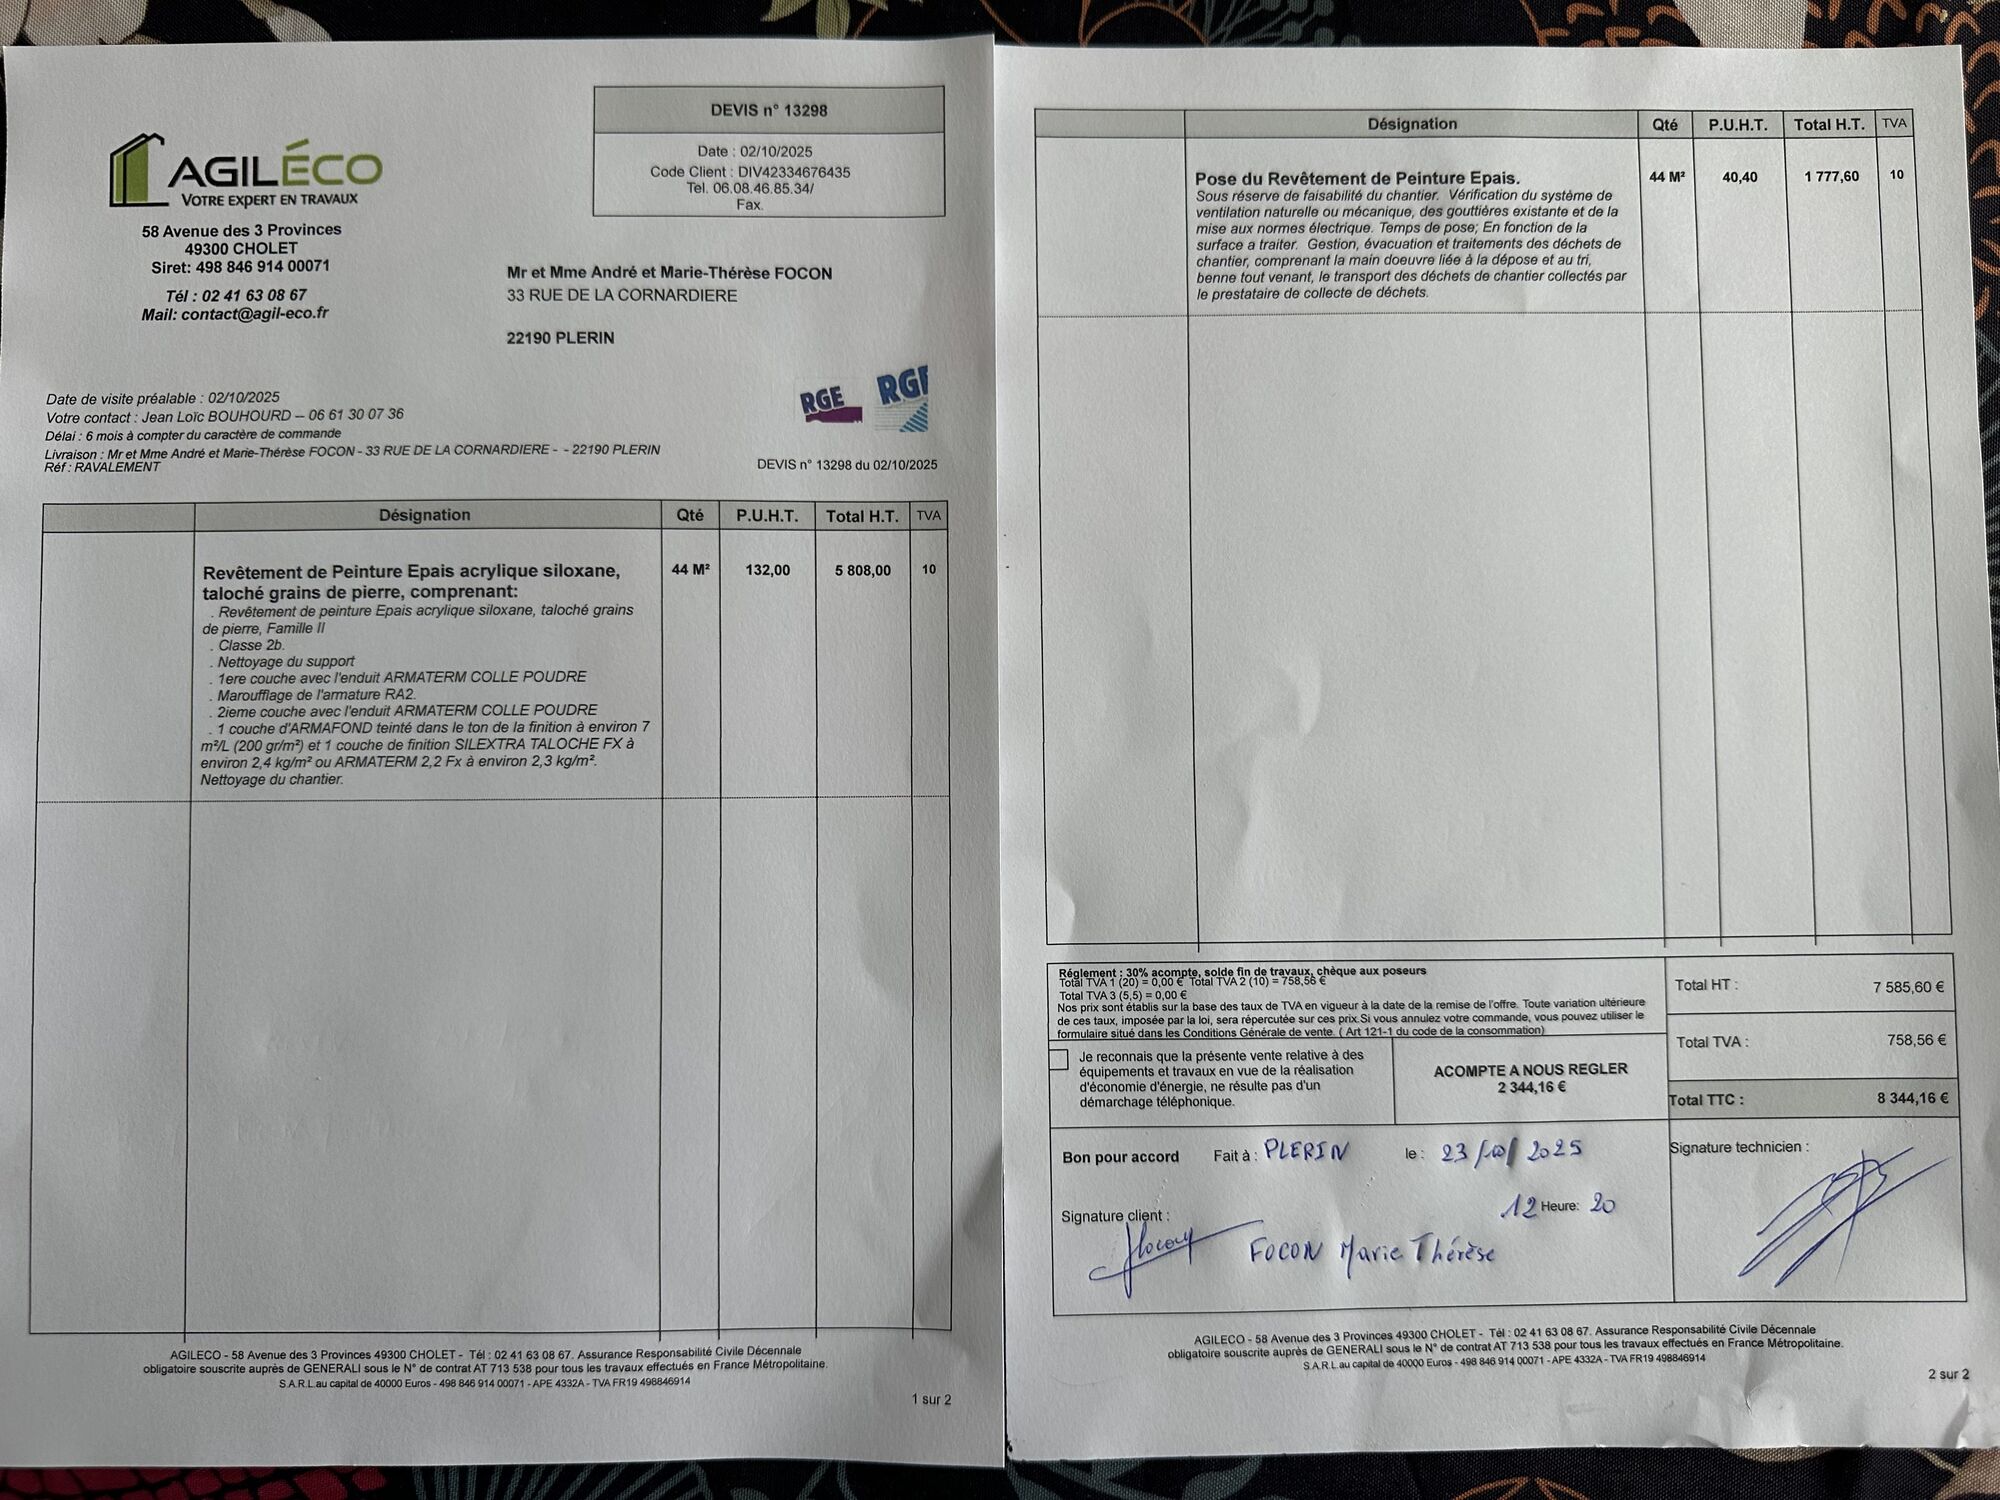 DEVIS n° 13298
Date : 02/10/2025
Code Client : DIV42334676435
Tel. 06.08.46.85.34/
Fax.
AGILÉCO
VOTRE EXPERT EN TRAVAUX
58 Avenue des 3 Provinces
49300 CHOLET
Siret: 498 846 914 00071
Tél : 02 41 63 08 67
Mail: contact@agil-eco.fr
Mr et Mme André et Marie-Thérèse FOCON
33 RUE DE LA CORNARDIERE
22190 PLERIN
RGE
RGE
Date de visite préalable : 02/10/2025
Votre contact : Jean Loïc BOUHOURD – 06 61 30 07 36
Délai : 6 mois à compter du caractère de commande
Livraison : Mr et Mme André et Marie-Thérèse FOCON - 33 RUE DE LA CORNARDIERE - - 22190 PLERIN
Réf : RAVALEMENT
DEVIS n° 13298 du 02/10/2025
Désignation Qté P.U.H.T. Total H.T. TVA
Revêtement de Peinture Epais acrylique siloxane, 44 M² 132,00 5 808,00 10
taloché grains de pierre, comprenant:
. Revêtement de peinture Epais acrylique siloxane, taloché grains
de pierre, Famille II
. Classe 2b.
. Nettoyage du support
. 1ere couche avec l'enduit ARMATERM COLLE POUDRE
. Marouflage de l'armature RA2.
. 2ieme couche avec l'enduit ARMATERM COLLE POUDRE
. 1 couche d'ARMAFOND teinté dans le ton de la finition à environ 7
m²/L (200 gr/m²) et 1 couche de finition SILEXTRA TALOCHE FX à
environ 2,4 kg/m² ou ARMATERM 2,2 Fx à environ 2,3 kg/m².
Nettoyage du chantier.
AGILECO - 58 Avenue des 3 Provinces 49300 CHOLET - Tél : 02 41 63 08 67. Assurance Responsabilité Civile Décennale
obligatoire souscrite auprès de GENERALI sous le N° de contrat AT 713 538 pour tous les travaux effectués en France Métropolitaine.
S.A.R.L.au capital de 40000 Euros - 498 846 914 00071 - APE 4332A - TVA FR19 498846914
1 sur 2
Désignation Qté P.U.H.T. Total H.T. TVA
Pose du Revêtement de Peinture Epais. 44 M² 40,40 1 777,60 10
Sous réserve de faisabilité du chantier. Vérification du système de
ventilation naturelle ou mécanique, des gouttières existante et de la
mise aux normes électrique. Temps de pose; En fonction de la
surface a traiter. Gestion, évacuation et traitements des déchets de
chantier, comprenant la main doeuvre liée à la dépose et au tri,
benne tout venant, le transport des déchets de chantier collectés par
le prestataire de collecte de déchets.
Réglement : 30% acompte, solde fin de travaux, chèque aux poseurs
Total TVA 1 (20) = 0,00 € Total TVA 2 (10) = 758,56 €
Total TVA 3 (5,5) = 0,00 €
Nos prix sont établis sur la base des taux de TVA en vigueur à la date de la remise de l'offre. Toute variation ultérieure
de ces taux, imposée par la loi, sera répercutée sur ces prix.Si vous annulez votre commande, vous pouvez utiliser le
formulaire situé dans les Conditions Générale de vente. ( Art 121-1 du code de la consommation)
Total HT : 7 585,60 €
Total TVA : 758,56 €
Total TTC : 8 344,16 €
Je reconnais que la présente vente relative à des
équipements et travaux en vue de la réalisation
d'économie d'énergie, ne résulte pas d'un
démarchage téléphonique.
ACOMPTE A NOUS REGLER
2 344,16 €
Bon pour accord Fait à : PLERIN le : 23/10/2025
12 Heure: 20
Signature client :
Focon FOCON Marie Thérèse
Signature technicien :
AGILECO - 58 Avenue des 3 Provinces 49300 CHOLET - Tél : 02 41 63 08 67. Assurance Responsabilité Civile Décennale
obligatoire souscrite auprès de GENERALI sous le N° de contrat AT 713 538 pour tous les travaux effectués en France Métropolitaine.
S.A.R.L.au capital de 40000 Euros - 498 846 914 00071 - APE 4332A - TVA FR19 498846914
2 sur 2